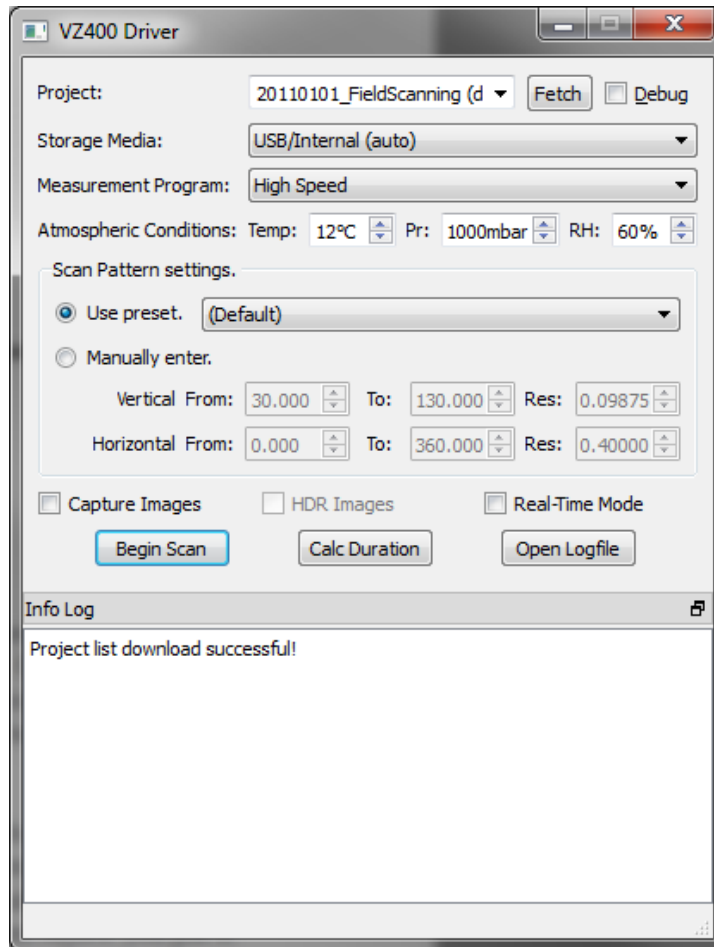 VZ400 Driver
Project: 20110101_FieldScanning (d Fetch Debug
Storage Media: USB/Internal (auto)
Measurement Program: High Speed
Atmospheric Conditions: Temp: 12°C Pr: 1000mbar RH: 60%
Scan Pattern settings.
Use preset. (Default)
Manually enter.
Vertical From: 30.000 To: 130.000 Res: 0.09875
Horizontal From: 0.000 To: 360.000 Res: 0.40000
Capture Images HDR Images Real-Time Mode
Begin Scan Calc Duration Open Logfile
Info Log
Project list download successful!